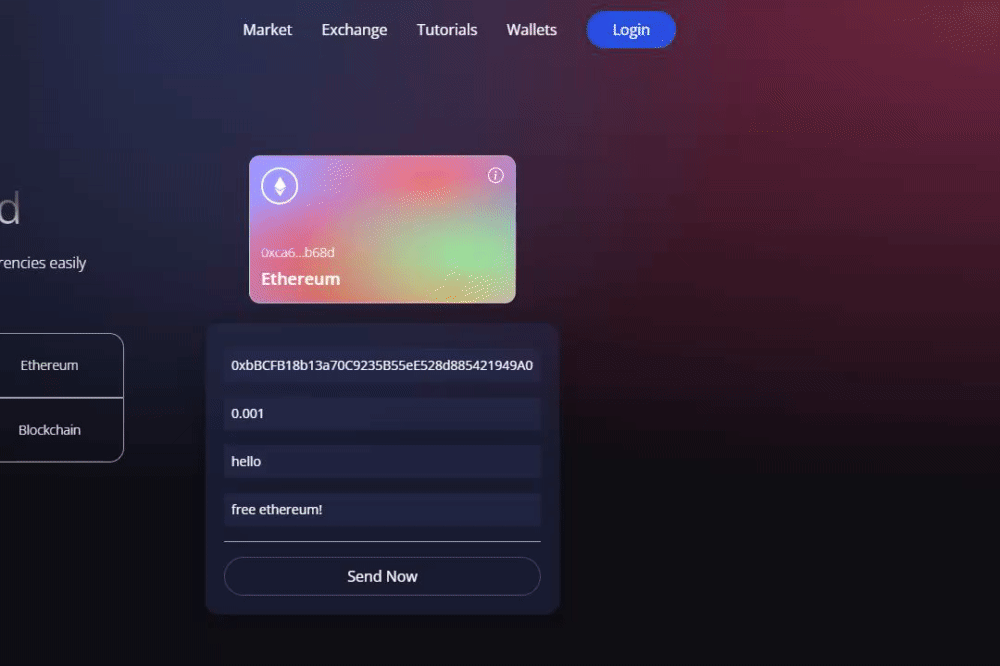 Market Exchange Tutorials Wallets Login
d
rencies easily
Ethereum
Blockchain
0xca6...b68d
Ethereum
0xbBCFB18b13a70C9235B55eE528d885421949A0
0.001
hello
free ethereum!
Send Now